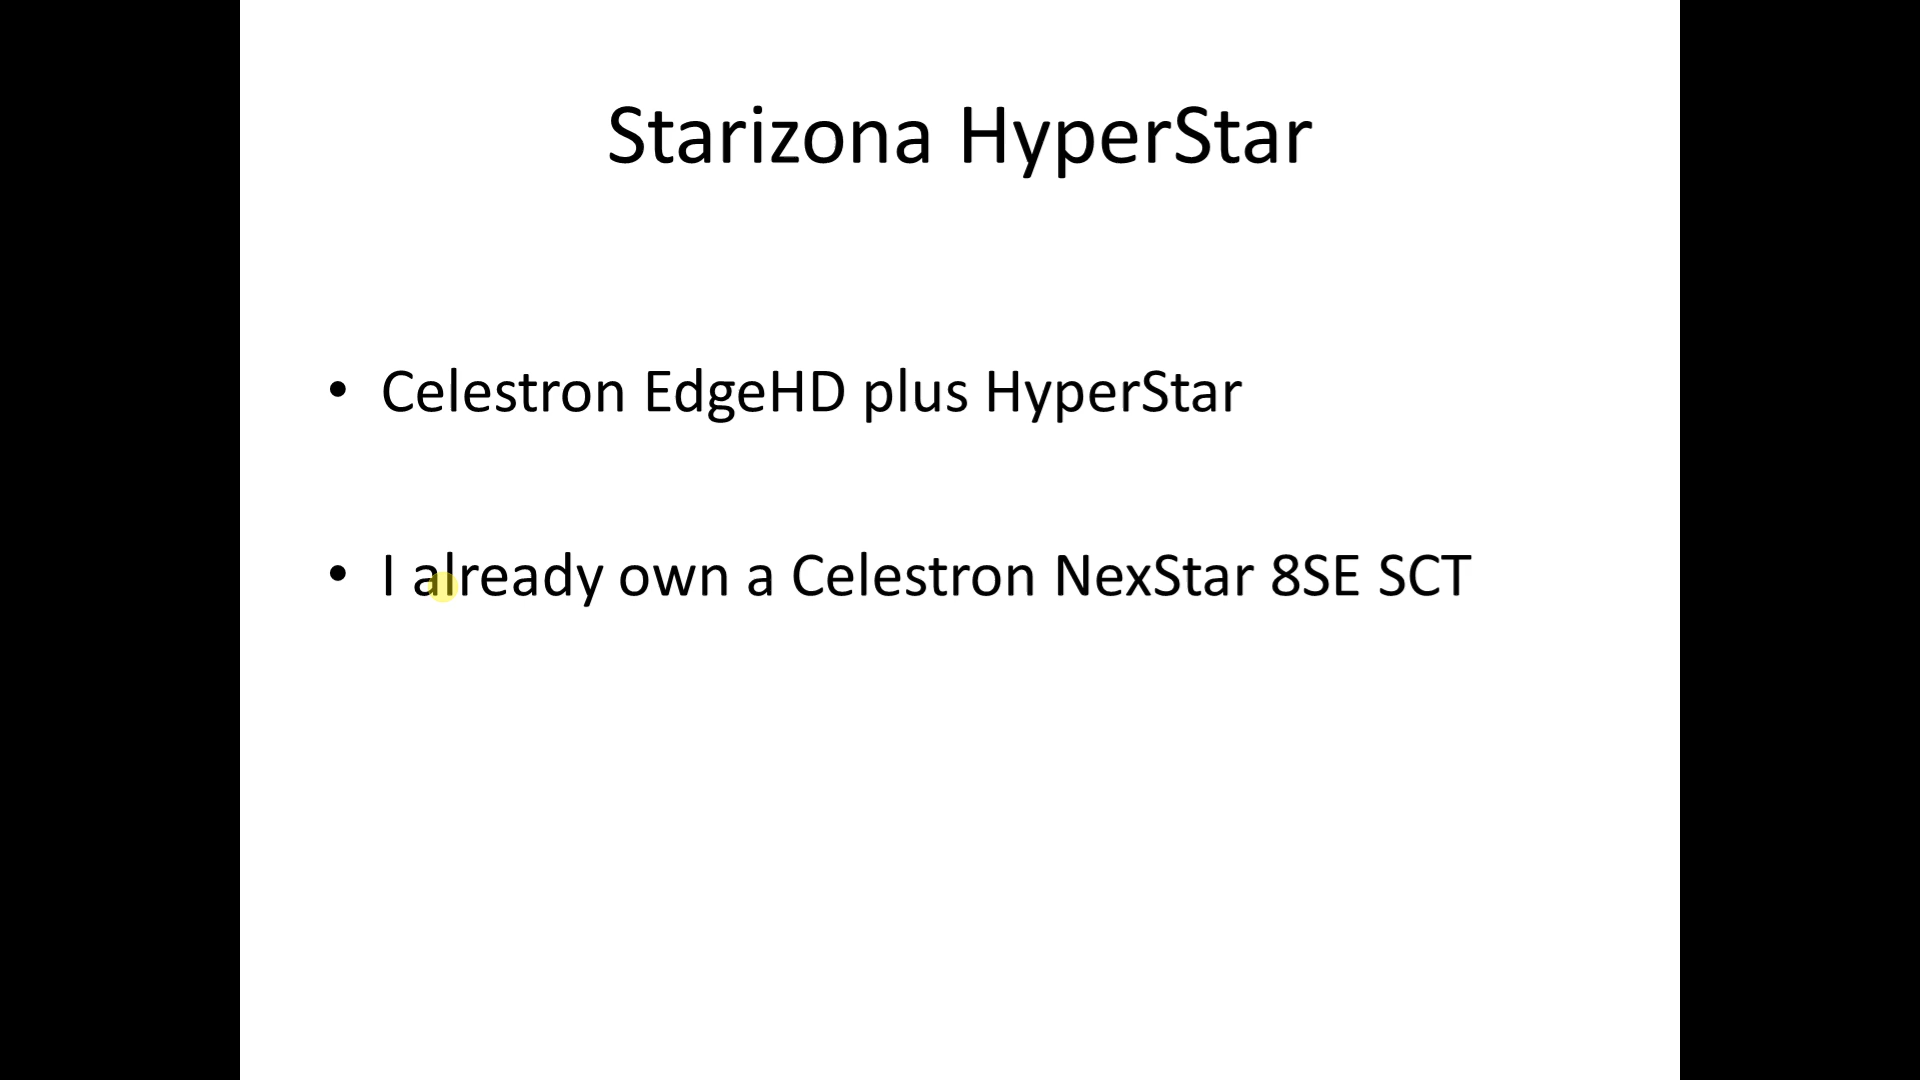 Starizona HyperStar
• Celestron EdgeHD plus HyperStar
• I already own a Celestron NexStar 8SE SCT